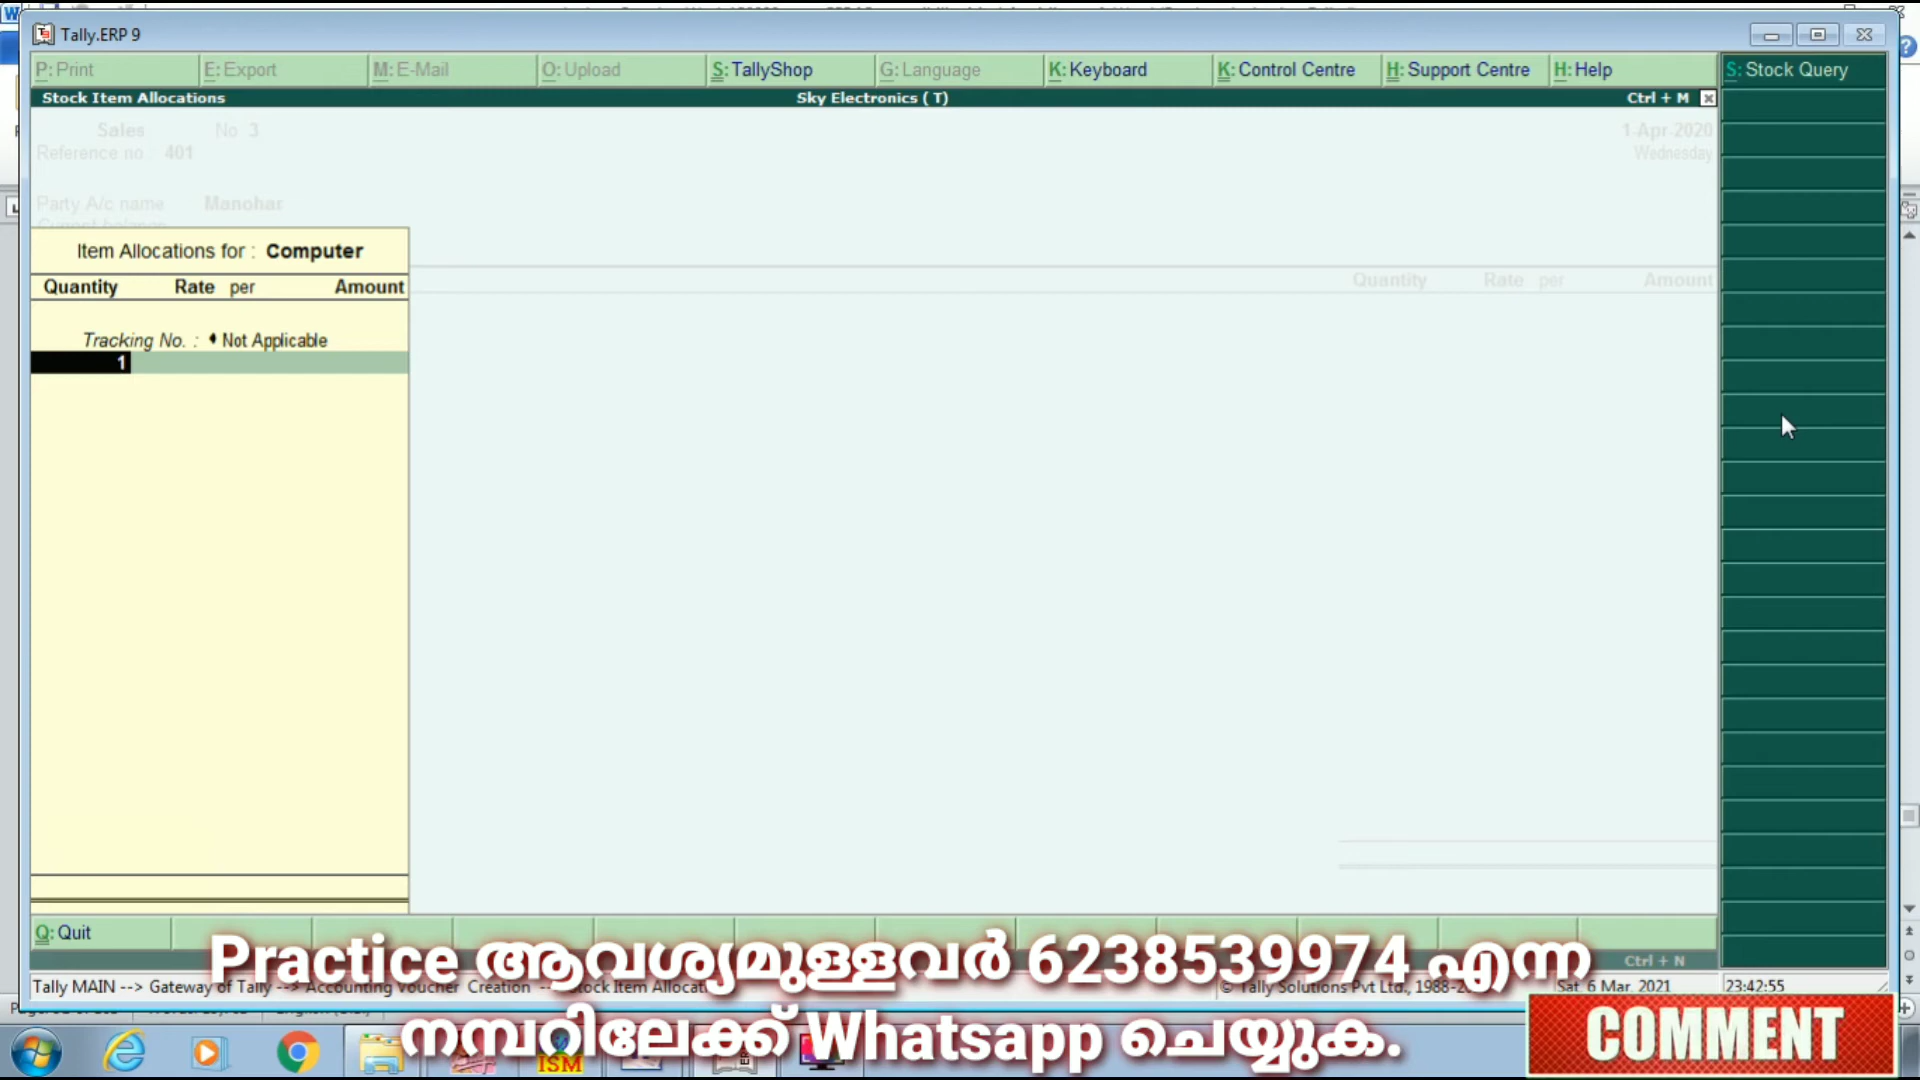 Tally.ERP 9
P: Print E: Export M: E-Mail O: Upload S: TallyShop G: Language K: Keyboard K: Control Centre H: Support Centre H: Help S: Stock Query
Stock Item Allocations Sky Electronics ( T) Ctrl + M
Sales No 3 1-Apr-2020
Reference no 401 Wednesday
Party A/c name Manohar
Item Allocations for : Computer
Quantity Rate per Amount
Quantity Rate per Amount
Tracking No. : Not Applicable
1
Q: Quit
Ctrl + N
Practice ആവശ്യമുള്ളവർ 6238539974 എന്ന
Tally MAIN --> Gateway of Tally --> Accounting Voucher Creation © Tally Solutions Pvt Ltd., Sat, 6 Mar, 2021 23:42:55
നമ്പറിലേക്ക് Whatsapp ചെയ്യുക.
COMMENT
ISM